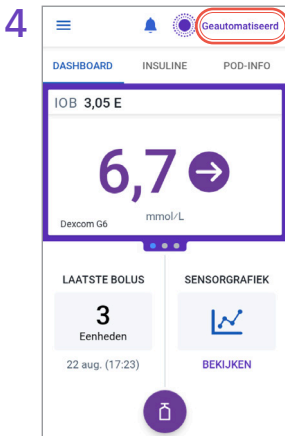 4
Geautomatiseerd
DASHBOARD INSULINE POD-INFO
IOB 3,05 E
6,7
mmol/L
Dexcom G6
LAATSTE BOLUS SENSORGRAFIEK
3
Eenheden
22 aug. (17:23) BEKIJKEN